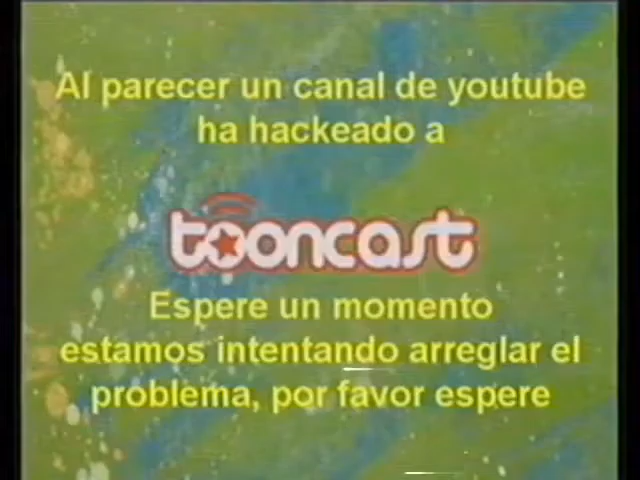 Al parecer un canal de youtube
ha hackeado a
tooncast
Espere un momento
estamos intentando arreglar el
problema, por favor espere